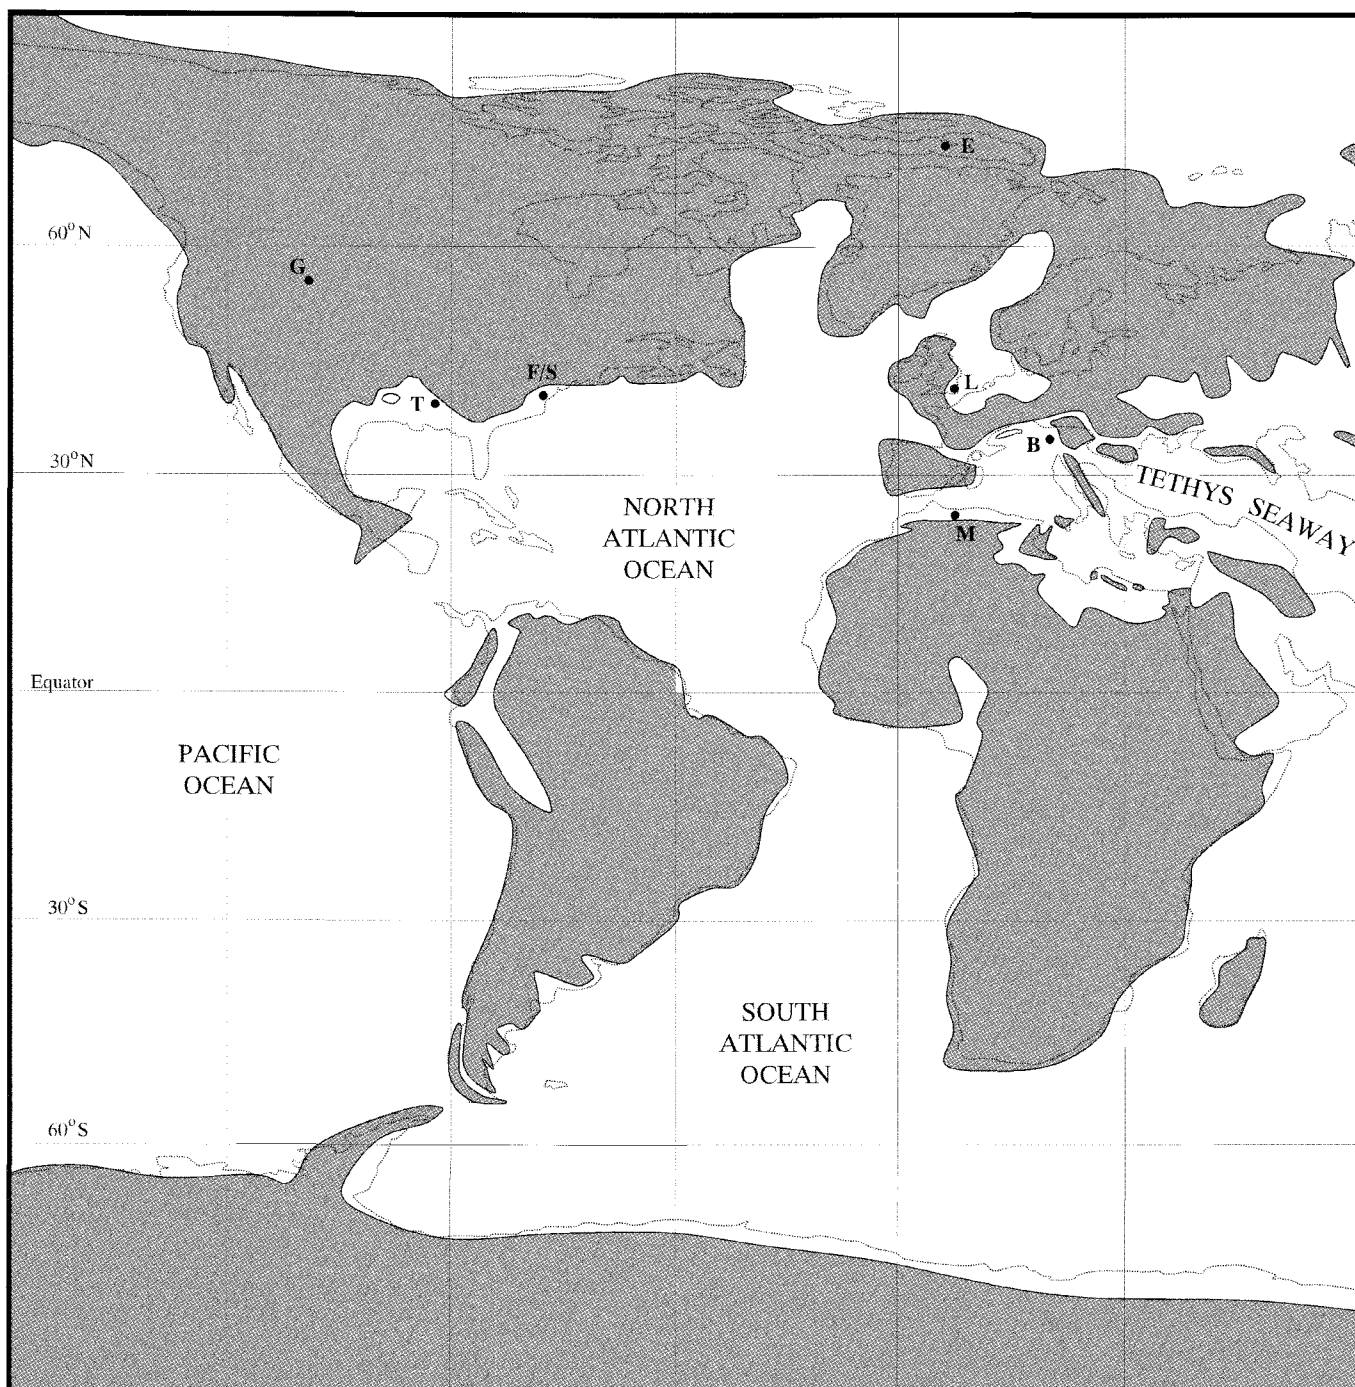 E
60°N
G
F/S
L
T
B
30°N
TETHYS SEAWAY
NORTH
ATLANTIC
OCEAN
M
Equator
PACIFIC
OCEAN
30°S
SOUTH
ATLANTIC
OCEAN
60°S